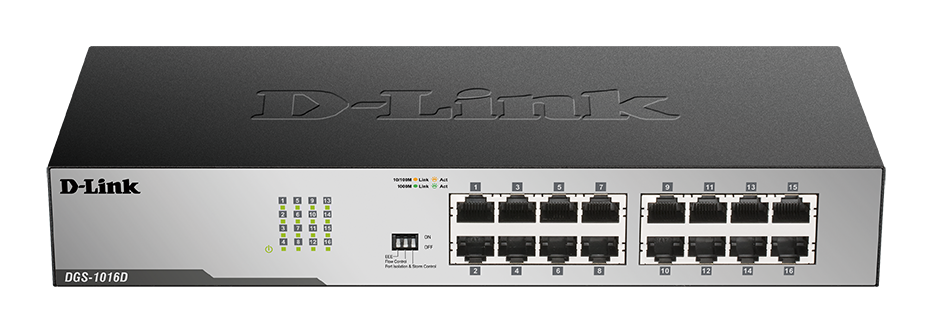 D-Link
D-Link
10/100M Link Act
1000M Link Act
1 5 9 13
2 6 10 14
3 7 11 15
4 8 12 16
ON
OFF
EEE
Flow Control
Port Isolation & Storm Control
1 3 5 7 9 11 13 15
2 4 6 8 10 12 14 16
DGS-1016D